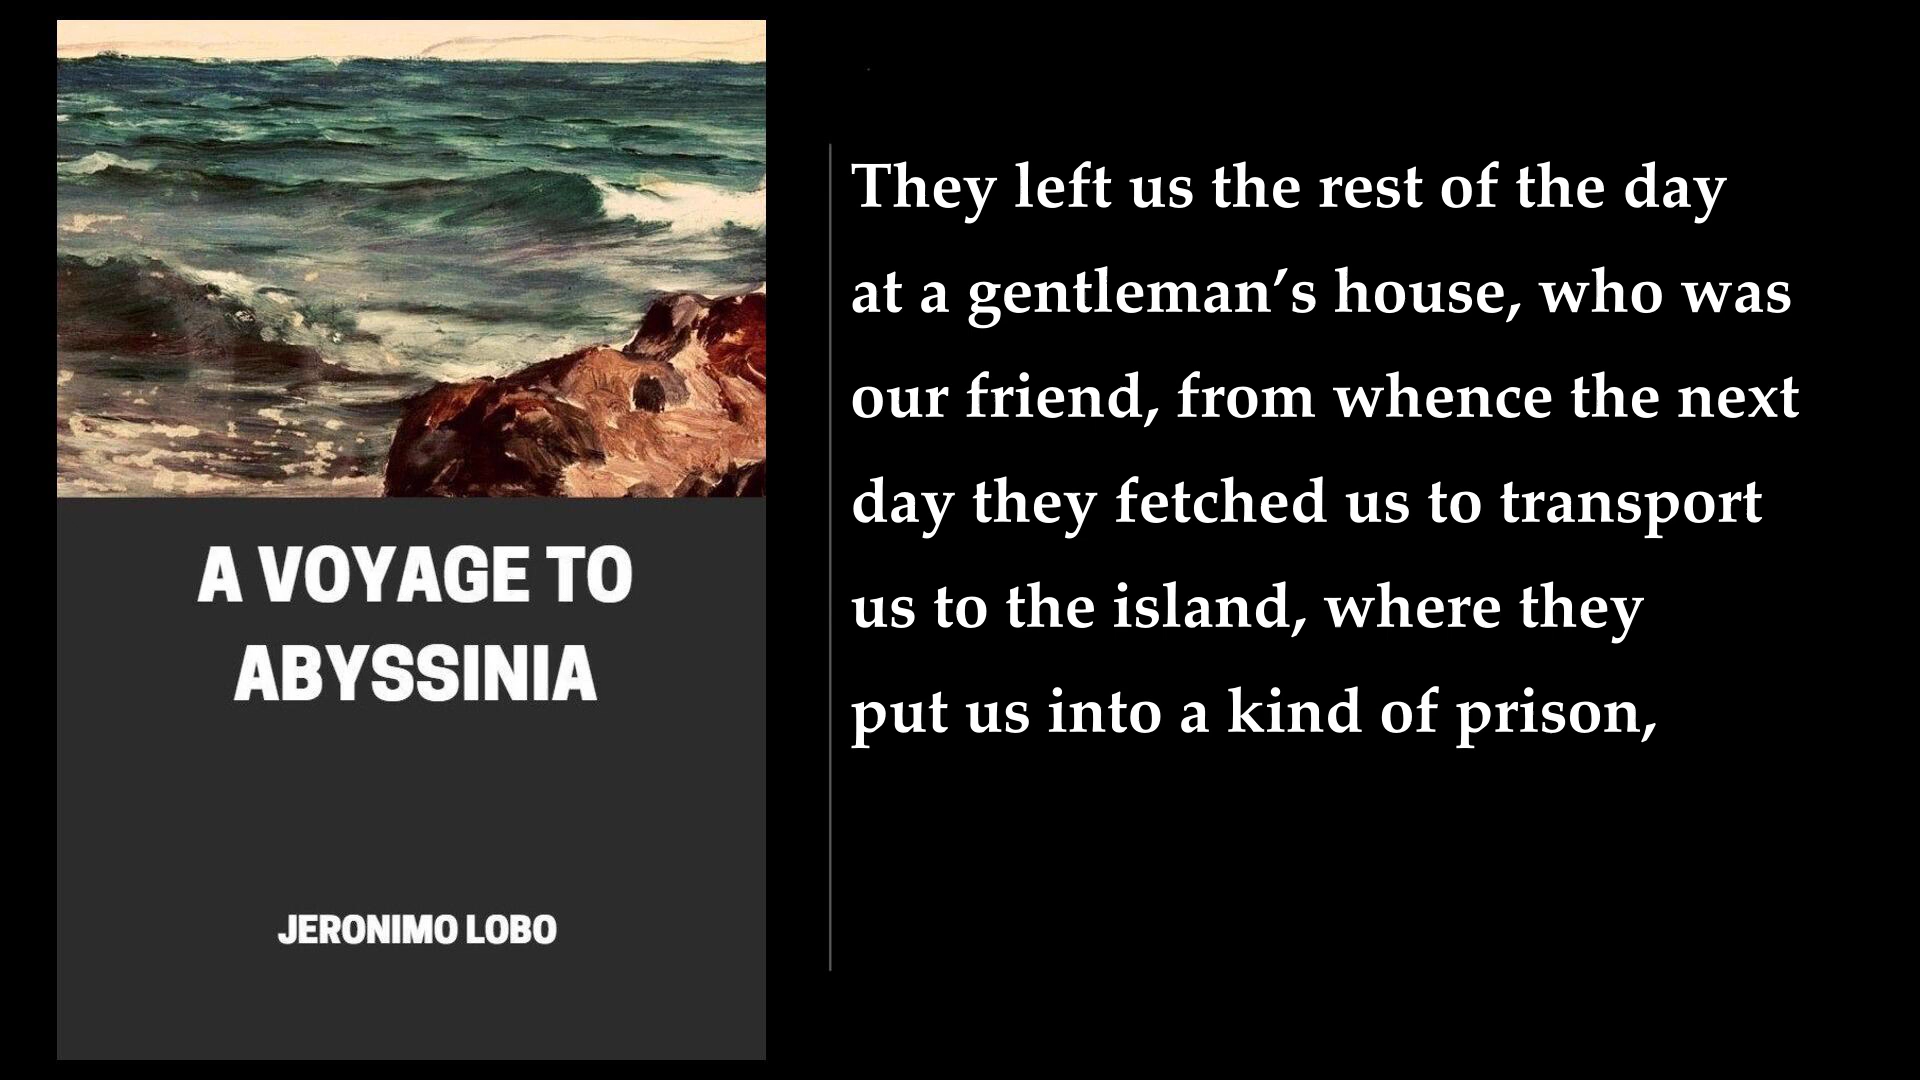 A VOYAGE TO
ABYSSINIA
JERONIMO LOBO
They left us the rest of the day
at a gentleman’s house, who was
our friend, from whence the next
day they fetched us to transport
us to the island, where they
put us into a kind of prison,